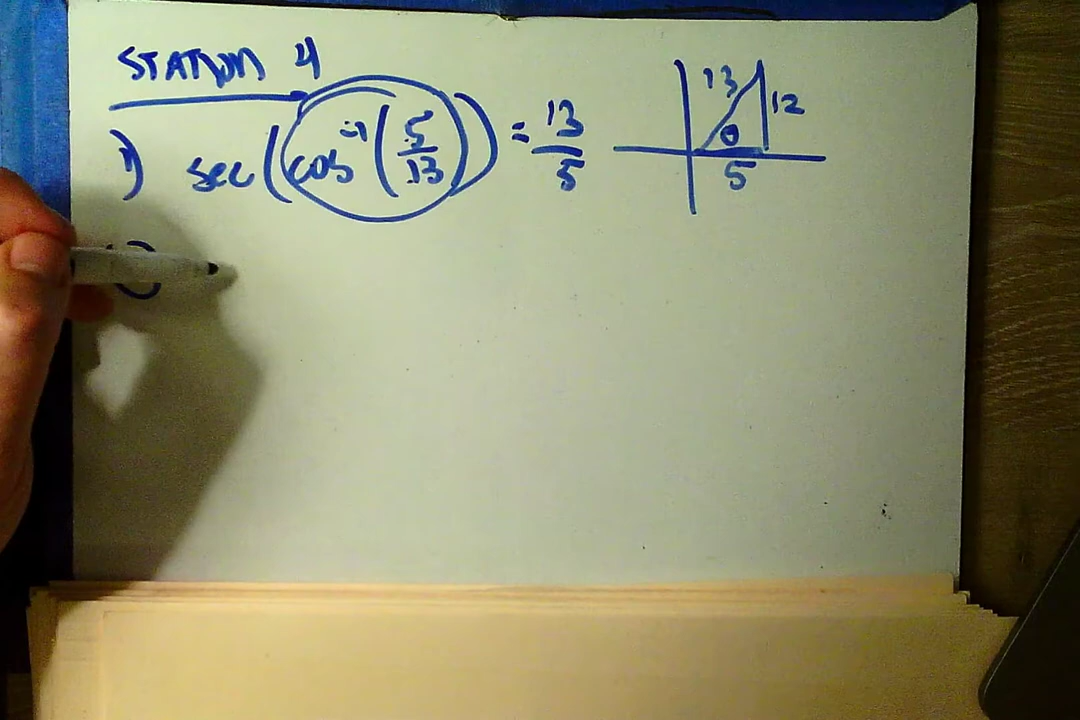 STATION 4
1) sec(cos⁻¹(5/13)) = 13/5
13
12
θ
5